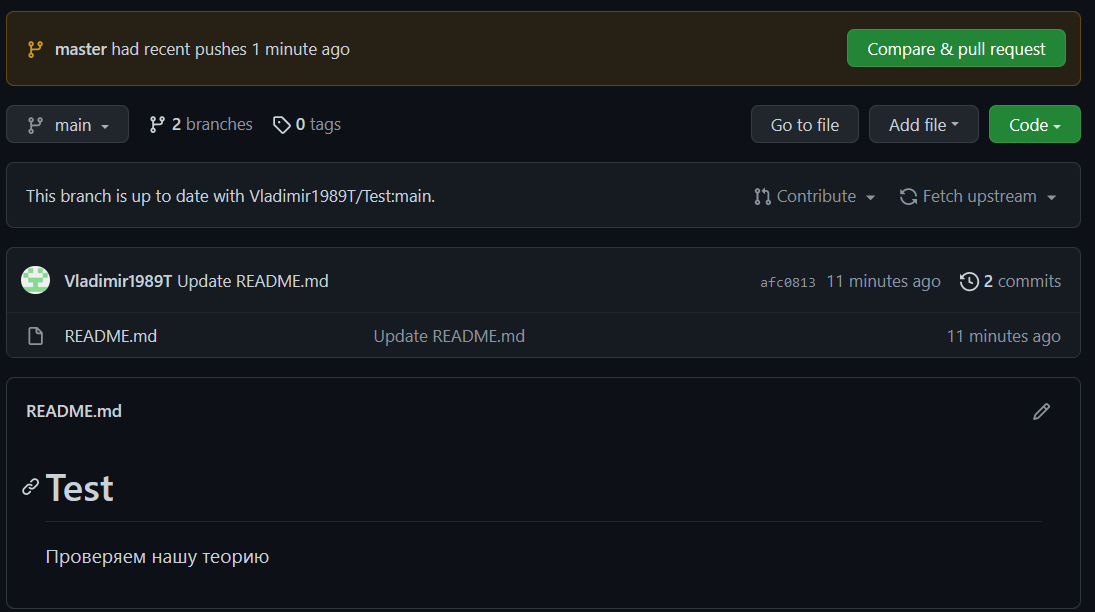 master had recent pushes 1 minute ago Compare & pull request
main 2 branches 0 tags Go to file Add file Code
This branch is up to date with Vladimir1989T/Test:main. Contribute Fetch upstream
Vladimir1989T Update README.md afc0813 11 minutes ago 2 commits
README.md Update README.md 11 minutes ago
README.md
Test
Проверяем нашу теорию